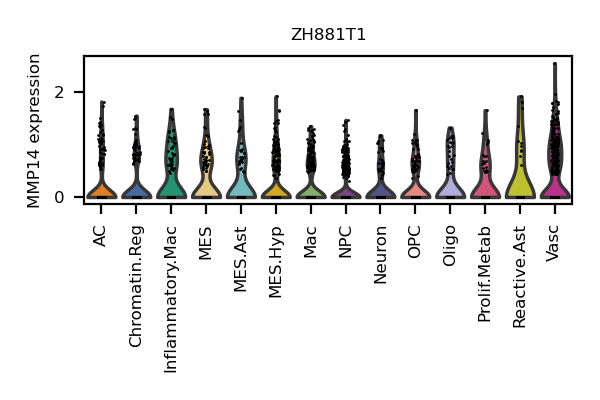 ZH881T1
MMP14 expression
2
0
AC
Chromatin.Reg
Inflammatory.Mac
MES
MES.Ast
MES.Hyp
Mac
NPC
Neuron
OPC
Oligo
Prolif.Metab
Reactive.Ast
Vasc